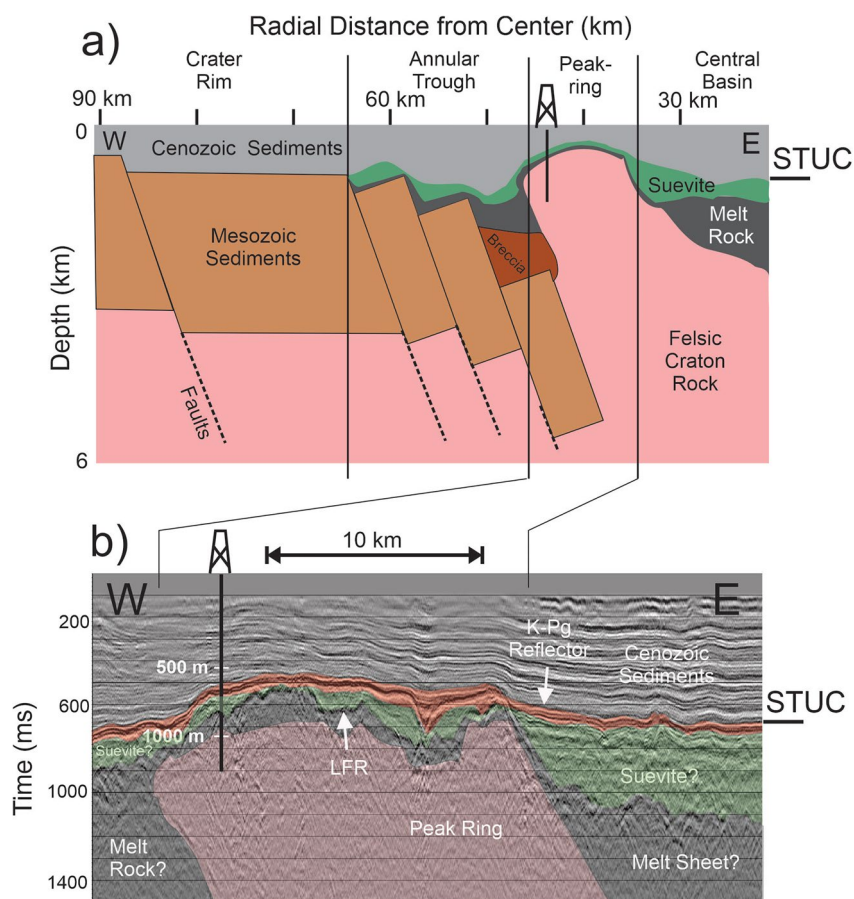 Radial Distance from Center (km)
a)
Crater
Rim
Annular
Trough
Peak-
ring
Central
Basin
90 km
60 km
30 km
0
W
Cenozoic Sediments
E
STUC
Suevite
Melt
Rock
Mesozoic
Sediments
Breccia
Depth (km)
Felsic
Craton
Rock
Faults
6
b)
10 km
W
E
200
K-Pg
Reflector
Cenozoic
Sediments
500 m
600
STUC
1000 m
Suevite?
LFR
Suevite?
Time (ms)
1000
Peak Ring
Melt
Rock?
Melt Sheet?
1400